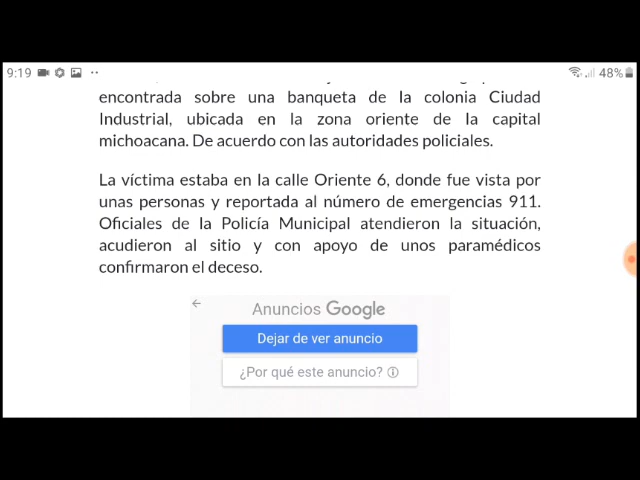 9:19
48%
encontrada sobre una banqueta de la colonia Ciudad
Industrial, ubicada en la zona oriente de la capital
michoacana. De acuerdo con las autoridades policiales.
La víctima estaba en la calle Oriente 6, donde fue vista por
unas personas y reportada al número de emergencias 911.
Oficiales de la Policía Municipal atendieron la situación,
acudieron al sitio y con apoyo de unos paramédicos
confirmaron el deceso.
Anuncios Google
Dejar de ver anuncio
¿Por qué este anuncio?